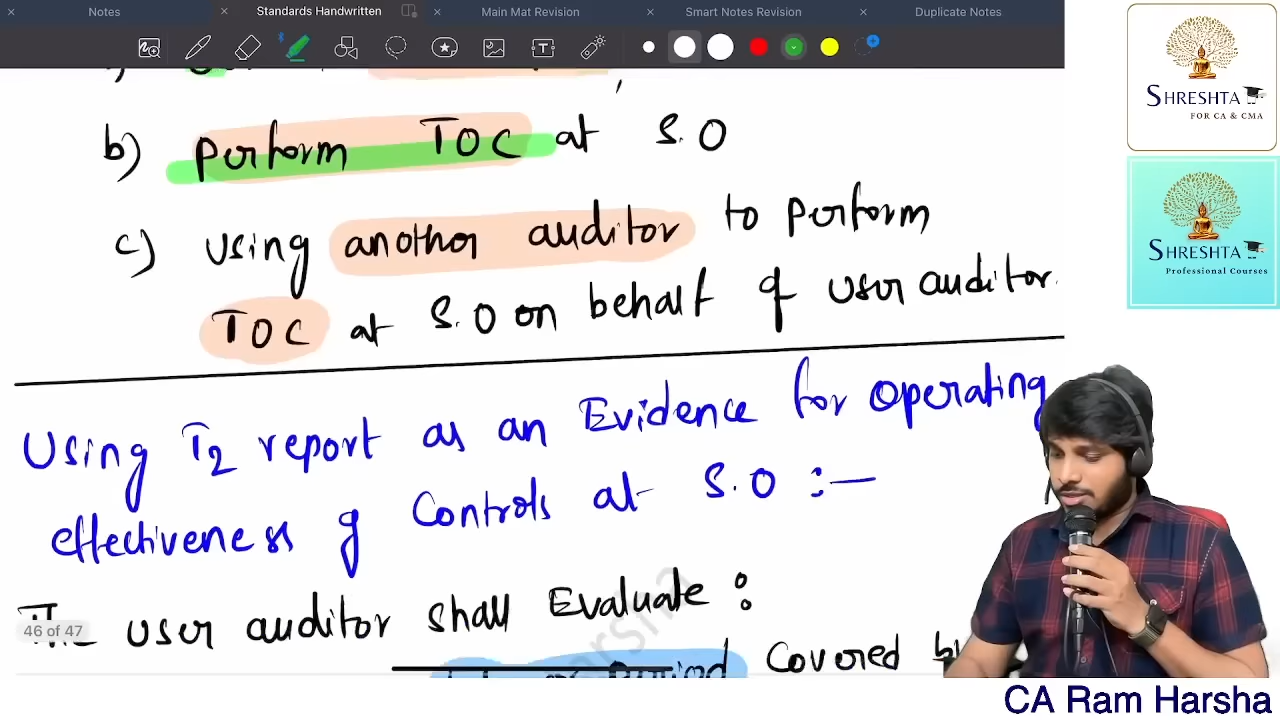 Notes
Standards Handwritten
Main Mat Revision
Smart Notes Revision
Duplicate Notes
b) Perform TOC at S.O
c) Using another auditor to perform
TOC at S.O on behalf of user auditor.
Using T2 report as an Evidence for operating
effectiveness of Controls at S.O :-
The user auditor shall Evaluate :
Period covered by
46 of 47
SHRESHTA
FOR CA & CMA
SHRESHTA
Professional Courses
CA Ram Harsha